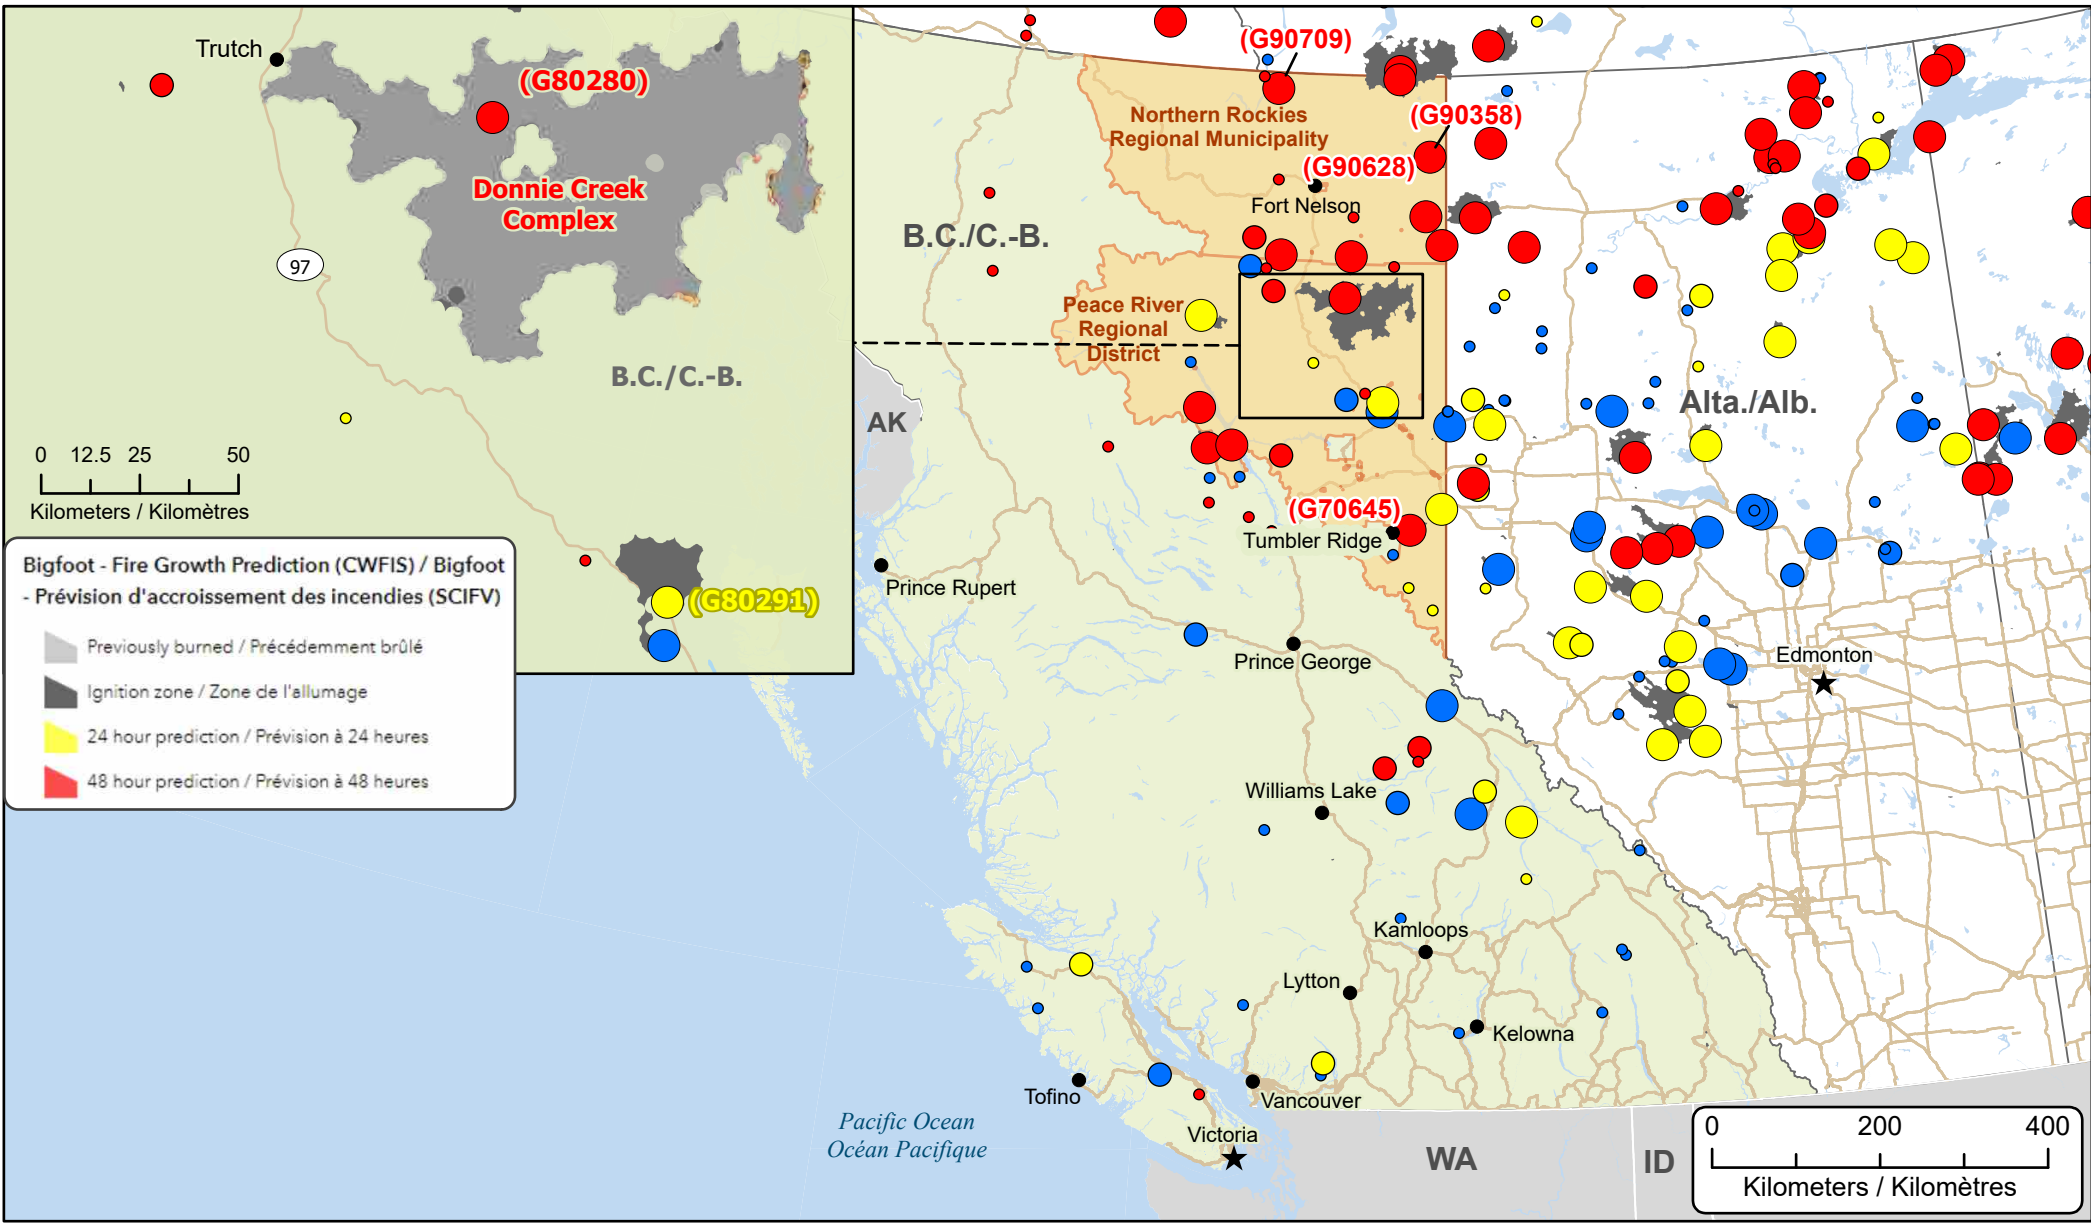 Trutch
(G80280)
Donnie Creek
Complex
97
B.C./C.-B.
0 12.5 25 50
Kilometers / Kilomètres
(G80291)
Bigfoot - Fire Growth Prediction (CWFIS) / Bigfoot
- Prévision d'accroissement des incendies (SCIFV)
Previously burned / Précédemment brûlé
Ignition zone / Zone de l'allumage
24 hour prediction / Prévision à 24 heures
48 hour prediction / Prévision à 48 heures
(G90709)
Northern Rockies
Regional Municipality
(G90358)
(G90628)
Fort Nelson
B.C./C.-B.
Peace River
Regional
District
AK
Alta./Alb.
(G70645)
Tumbler Ridge
Prince Rupert
Prince George
Edmonton
Williams Lake
Kamloops
Lytton
Kelowna
Tofino
Vancouver
Victoria
Pacific Ocean
Océan Pacifique
WA
ID
0 200 400
Kilometers / Kilomètres